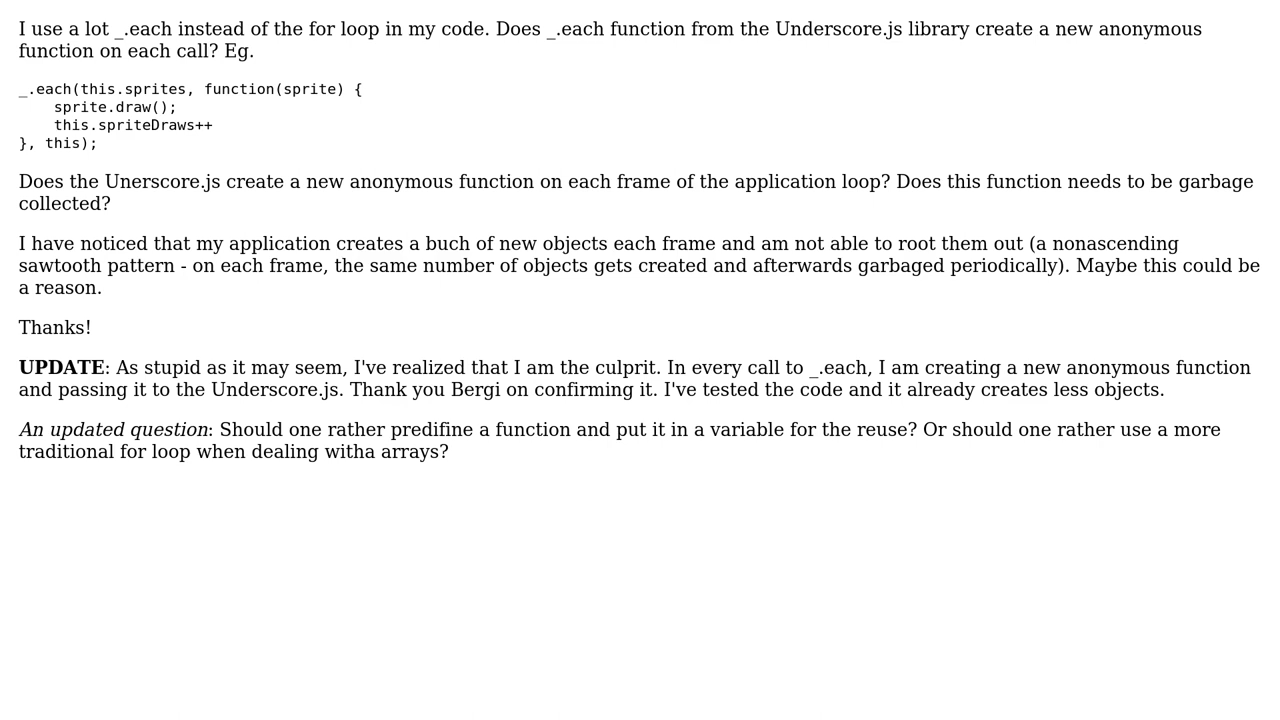 I use a lot _.each instead of the for loop in my code. Does _.each function from the Underscore.js library create a new anonymous
function on each call? Eg.
_.each(this.sprites, function(sprite) {
    sprite.draw();
    this.spriteDraws++
}, this);
Does the Unerscore.js create a new anonymous function on each frame of the application loop? Does this function needs to be garbage
collected?
I have noticed that my application creates a buch of new objects each frame and am not able to root them out (a nonascending
sawtooth pattern - on each frame, the same number of objects gets created and afterwards garbaged periodically). Maybe this could be
a reason.
Thanks!
UPDATE: As stupid as it may seem, I've realized that I am the culprit. In every call to _.each, I am creating a new anonymous function
and passing it to the Underscore.js. Thank you Bergi on confirming it. I've tested the code and it already creates less objects.
An updated question: Should one rather predifine a function and put it in a variable for the reuse? Or should one rather use a more
traditional for loop when dealing witha arrays?